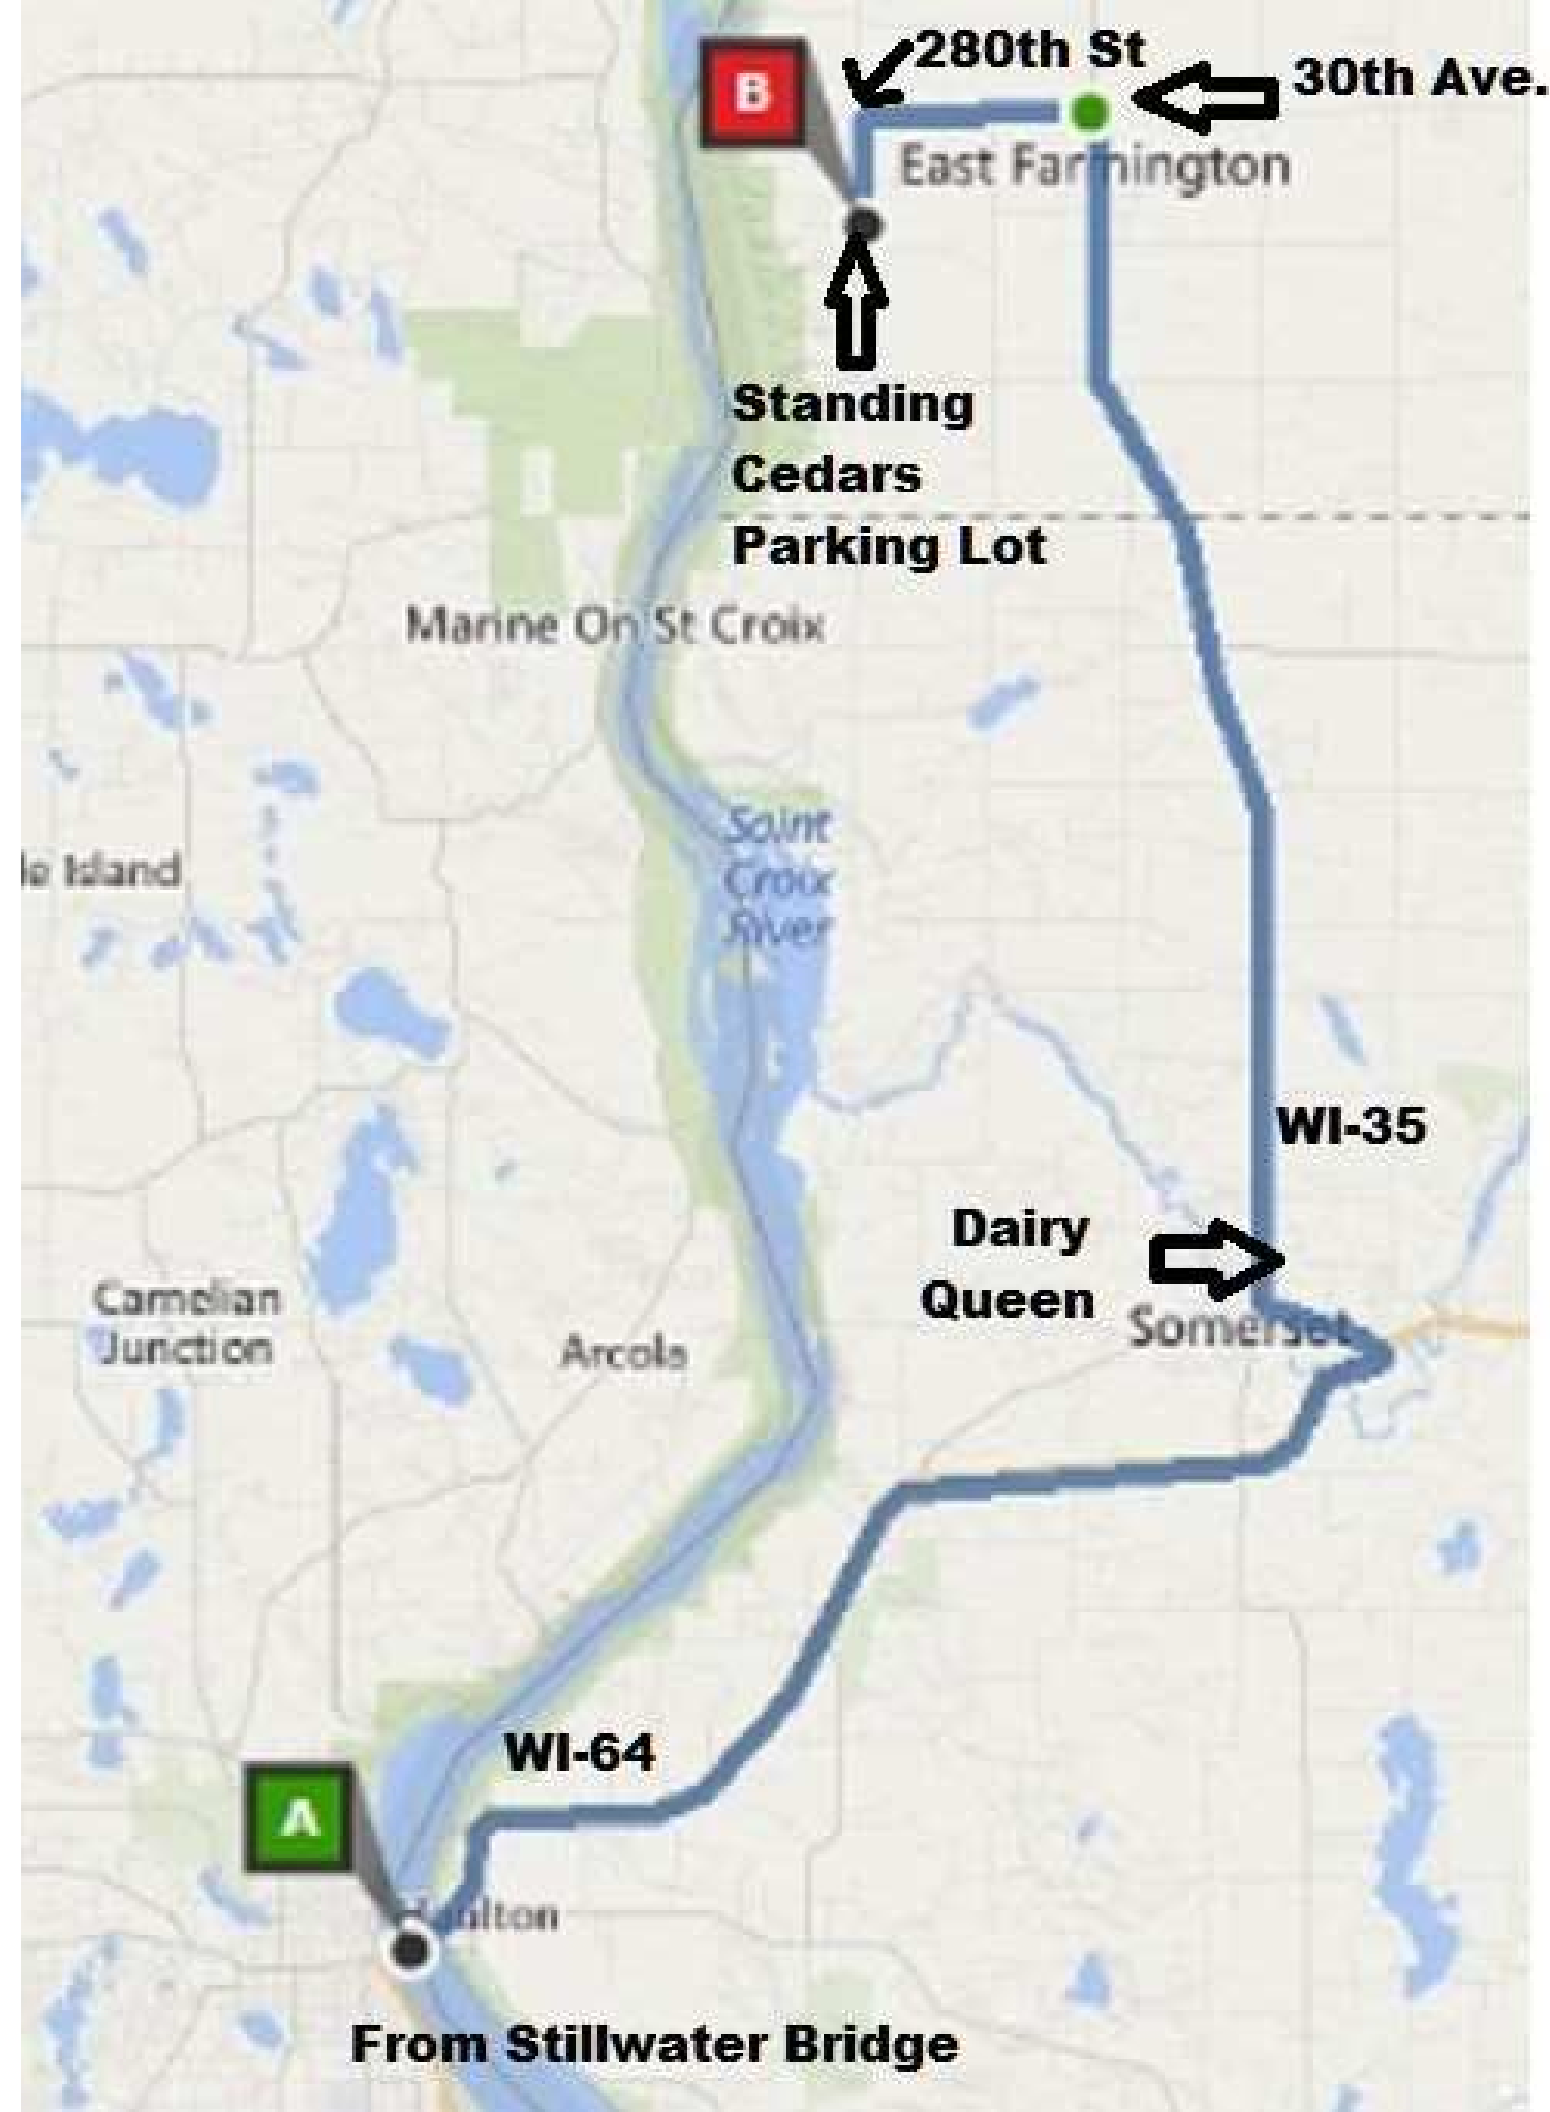 280th St
30th Ave.
B
East Farmington
Standing
Cedars
Parking Lot
Marine On St Croix
Saint
Croix
River
le Island
WI-35
Dairy
Queen
Somerset
Carnelian
Junction
Arcola
WI-64
A
From Stillwater Bridge